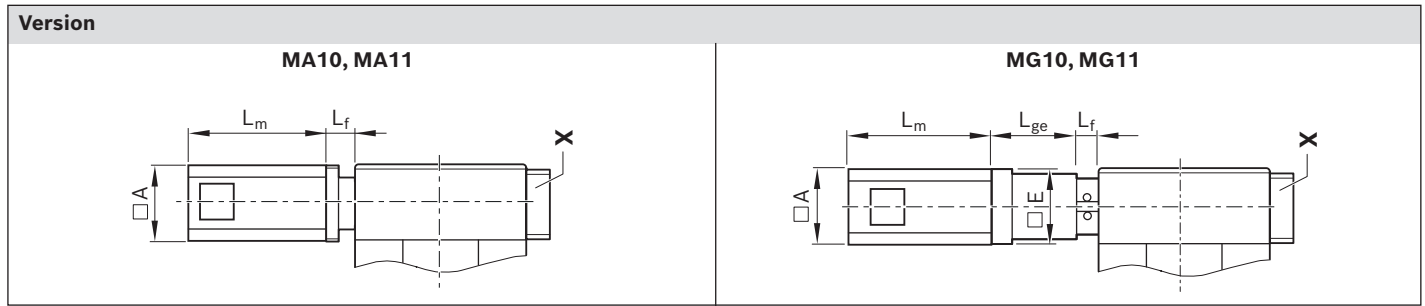 Version
MA10, MA11
MG10, MG11
Lm
Lf
X
□ A
Lm
Lge
Lf
X
□ A
□ E